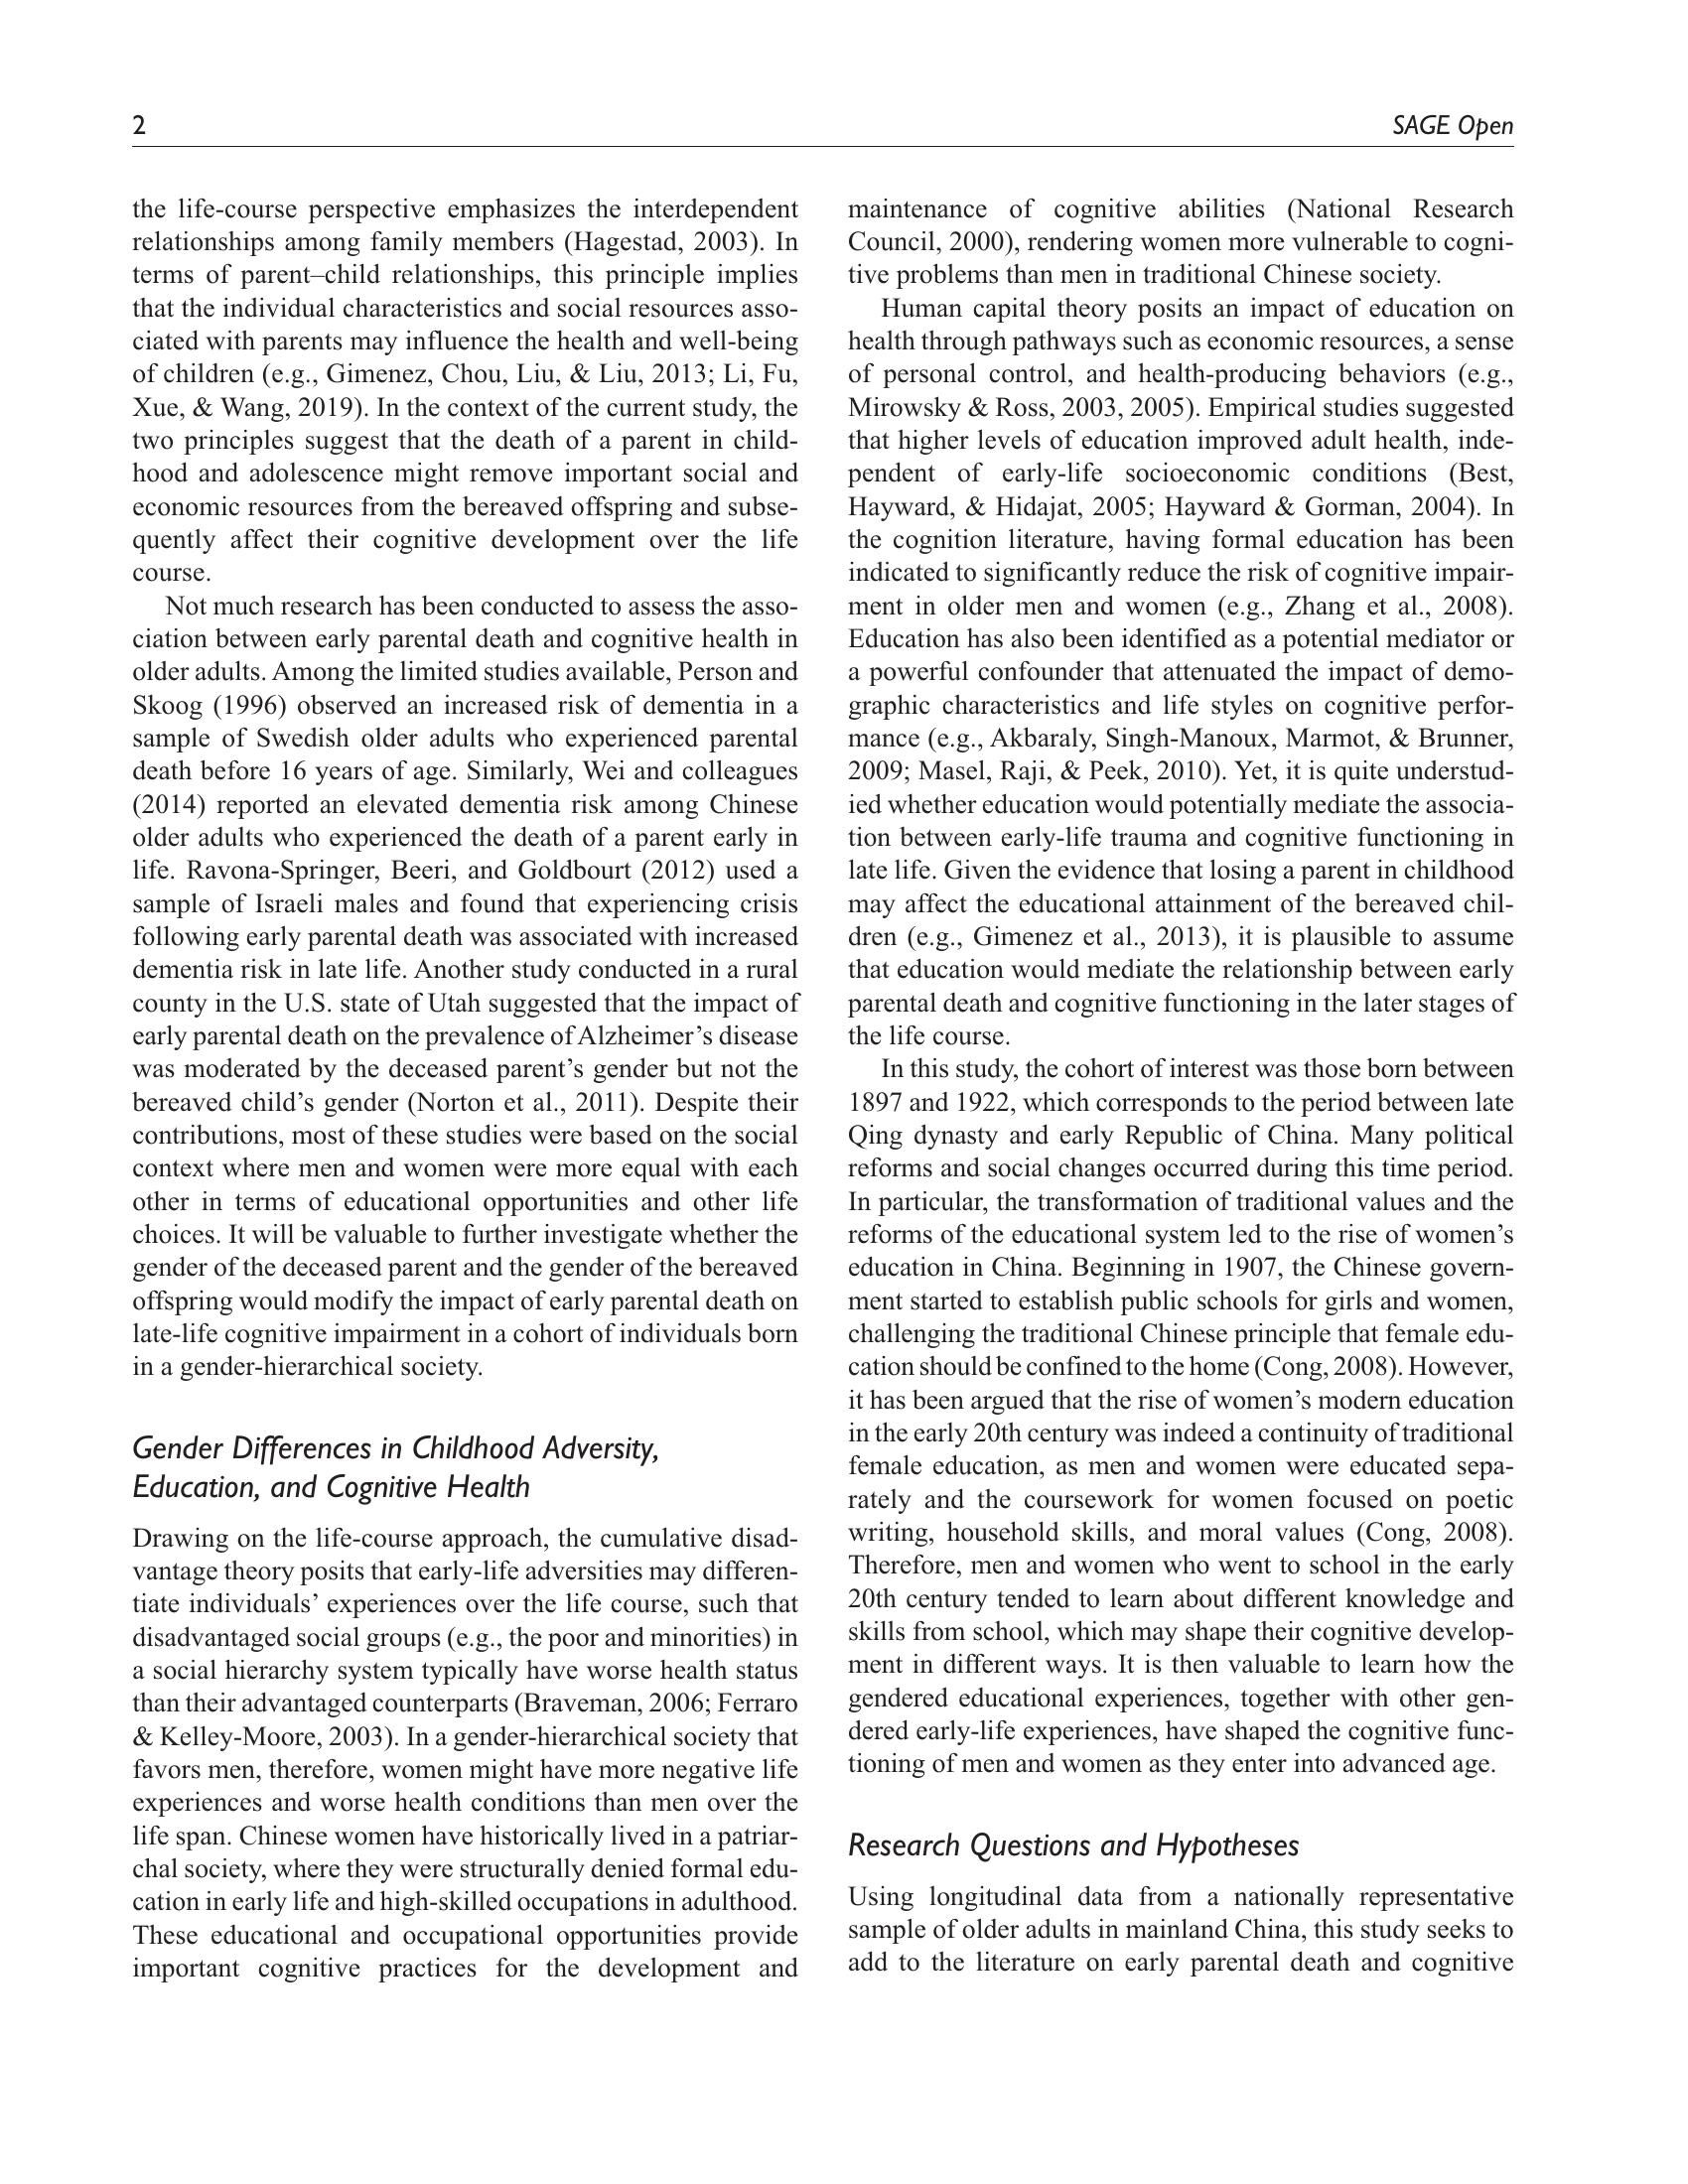 2
SAGE Open
the life-course perspective emphasizes the interdependent
relationships among family members (Hagestad, 2003). In
terms of parent–child relationships, this principle implies
that the individual characteristics and social resources asso-
ciated with parents may influence the health and well-being
of children (e.g., Gimenez, Chou, Liu, & Liu, 2013; Li, Fu,
Xue, & Wang, 2019). In the context of the current study, the
two principles suggest that the death of a parent in child-
hood and adolescence might remove important social and
economic resources from the bereaved offspring and subse-
quently affect their cognitive development over the life
course.
Not much research has been conducted to assess the asso-
ciation between early parental death and cognitive health in
older adults. Among the limited studies available, Person and
Skoog (1996) observed an increased risk of dementia in a
sample of Swedish older adults who experienced parental
death before 16 years of age. Similarly, Wei and colleagues
(2014) reported an elevated dementia risk among Chinese
older adults who experienced the death of a parent early in
life. Ravona-Springer, Beeri, and Goldbourt (2012) used a
sample of Israeli males and found that experiencing crisis
following early parental death was associated with increased
dementia risk in late life. Another study conducted in a rural
county in the U.S. state of Utah suggested that the impact of
early parental death on the prevalence of Alzheimer's disease
was moderated by the deceased parent's gender but not the
bereaved child's gender (Norton et al., 2011). Despite their
contributions, most of these studies were based on the social
context where men and women were more equal with each
other in terms of educational opportunities and other life
choices. It will be valuable to further investigate whether the
gender of the deceased parent and the gender of the bereaved
offspring would modify the impact of early parental death on
late-life cognitive impairment in a cohort of individuals born
in a gender-hierarchical society.
Gender Differences in Childhood Adversity,
Education, and Cognitive Health
Drawing on the life-course approach, the cumulative disad-
vantage theory posits that early-life adversities may differen-
tiate individuals' experiences over the life course, such that
disadvantaged social groups (e.g., the poor and minorities) in
a social hierarchy system typically have worse health status
than their advantaged counterparts (Braveman, 2006; Ferraro
& Kelley-Moore, 2003). In a gender-hierarchical society that
favors men, therefore, women might have more negative life
experiences and worse health conditions than men over the
life span. Chinese women have historically lived in a patriar-
chal society, where they were structurally denied formal edu-
cation in early life and high-skilled occupations in adulthood.
These educational and occupational opportunities provide
important cognitive practices for the development and
maintenance of cognitive abilities (National Research
Council, 2000), rendering women more vulnerable to cogni-
tive problems than men in traditional Chinese society.
Human capital theory posits an impact of education on
health through pathways such as economic resources, a sense
of personal control, and health-producing behaviors (e.g.,
Mirowsky & Ross, 2003, 2005). Empirical studies suggested
that higher levels of education improved adult health, inde-
pendent of early-life socioeconomic conditions (Best,
Hayward, & Hidajat, 2005; Hayward & Gorman, 2004). In
the cognition literature, having formal education has been
indicated to significantly reduce the risk of cognitive impair-
ment in older men and women (e.g., Zhang et al., 2008).
Education has also been identified as a potential mediator or
a powerful confounder that attenuated the impact of demo-
graphic characteristics and life styles on cognitive perfor-
mance (e.g., Akbaraly, Singh-Manoux, Marmot, & Brunner,
2009; Masel, Raji, & Peek, 2010). Yet, it is quite understud-
ied whether education would potentially mediate the associa-
tion between early-life trauma and cognitive functioning in
late life. Given the evidence that losing a parent in childhood
may affect the educational attainment of the bereaved chil-
dren (e.g., Gimenez et al., 2013), it is plausible to assume
that education would mediate the relationship between early
parental death and cognitive functioning in the later stages of
the life course.
In this study, the cohort of interest was those born between
1897 and 1922, which corresponds to the period between late
Qing dynasty and early Republic of China. Many political
reforms and social changes occurred during this time period.
In particular, the transformation of traditional values and the
reforms of the educational system led to the rise of women's
education in China. Beginning in 1907, the Chinese govern-
ment started to establish public schools for girls and women,
challenging the traditional Chinese principle that female edu-
cation should be confined to the home (Cong, 2008). However,
it has been argued that the rise of women's modern education
in the early 20th century was indeed a continuity of traditional
female education, as men and women were educated sepa-
rately and the coursework for women focused on poetic
writing, household skills, and moral values (Cong, 2008).
Therefore, men and women who went to school in the early
20th century tended to learn about different knowledge and
skills from school, which may shape their cognitive develop-
ment in different ways. It is then valuable to learn how the
gendered educational experiences, together with other gen-
dered early-life experiences, have shaped the cognitive func-
tioning of men and women as they enter into advanced age.
Research Questions and Hypotheses
Using longitudinal data from a nationally representative
sample of older adults in mainland China, this study seeks to
add to the literature on early parental death and cognitive